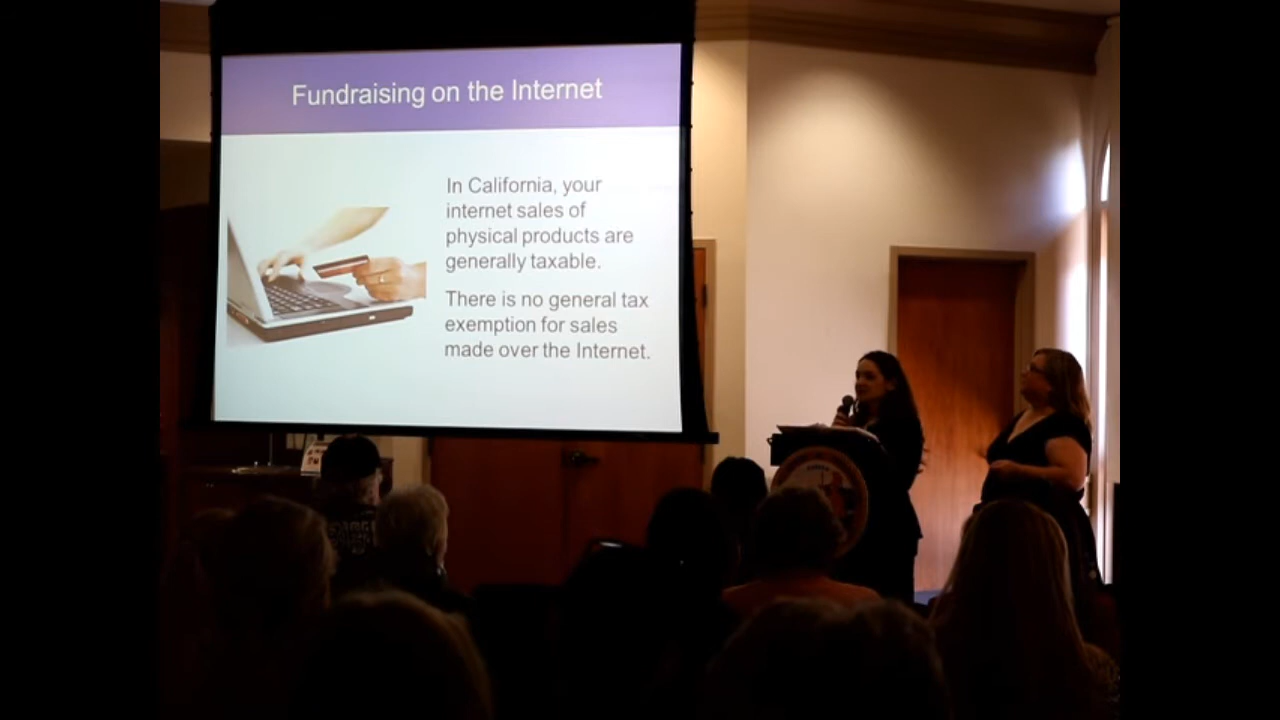 Fundraising on the Internet
In California, your
internet sales of
physical products are
generally taxable.
There is no general tax
exemption for sales
made over the Internet.